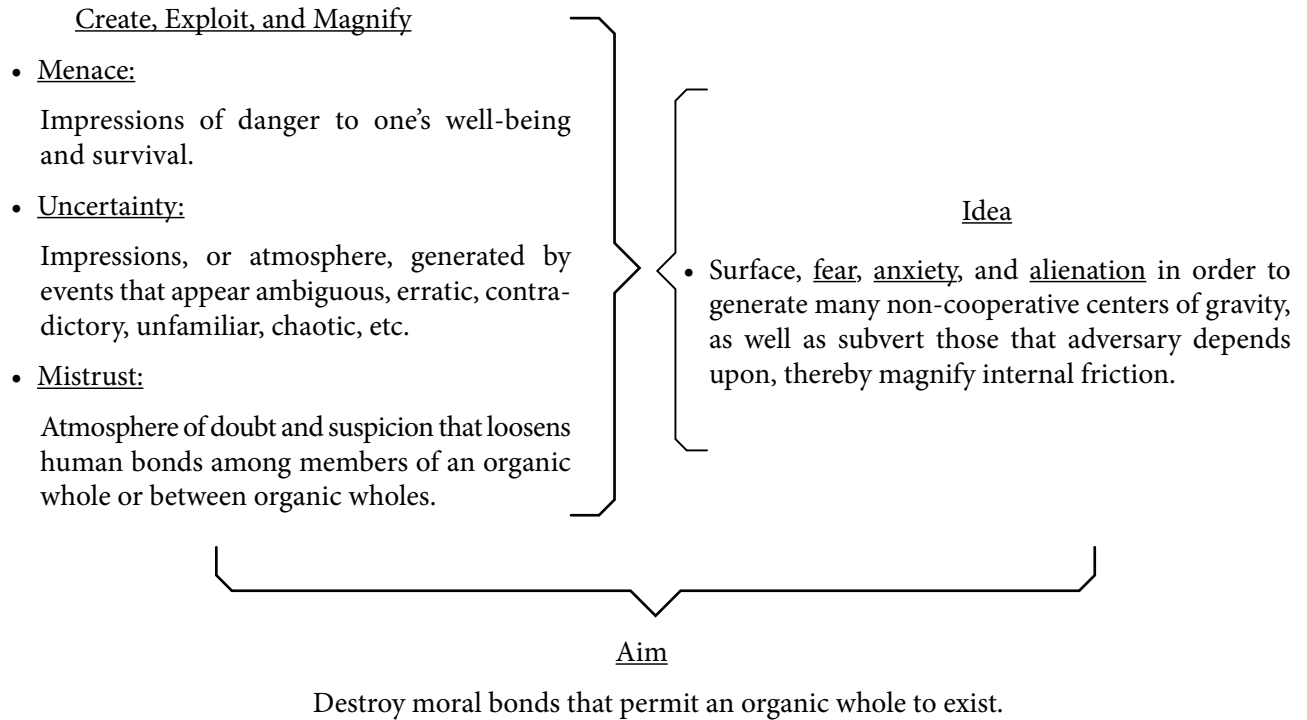 Create, Exploit, and Magnify
• Menace:
Impressions of danger to one’s well-being
and survival.
• Uncertainty:
Impressions, or atmosphere, generated by
events that appear ambiguous, erratic, contra-
dictory, unfamiliar, chaotic, etc.
• Mistrust:
Atmosphere of doubt and suspicion that loosens
human bonds among members of an organic
whole or between organic wholes.
Idea
• Surface, fear, anxiety, and alienation in order to
generate many non-cooperative centers of gravity,
as well as subvert those that adversary depends
upon, thereby magnify internal friction.
Aim
Destroy moral bonds that permit an organic whole to exist.